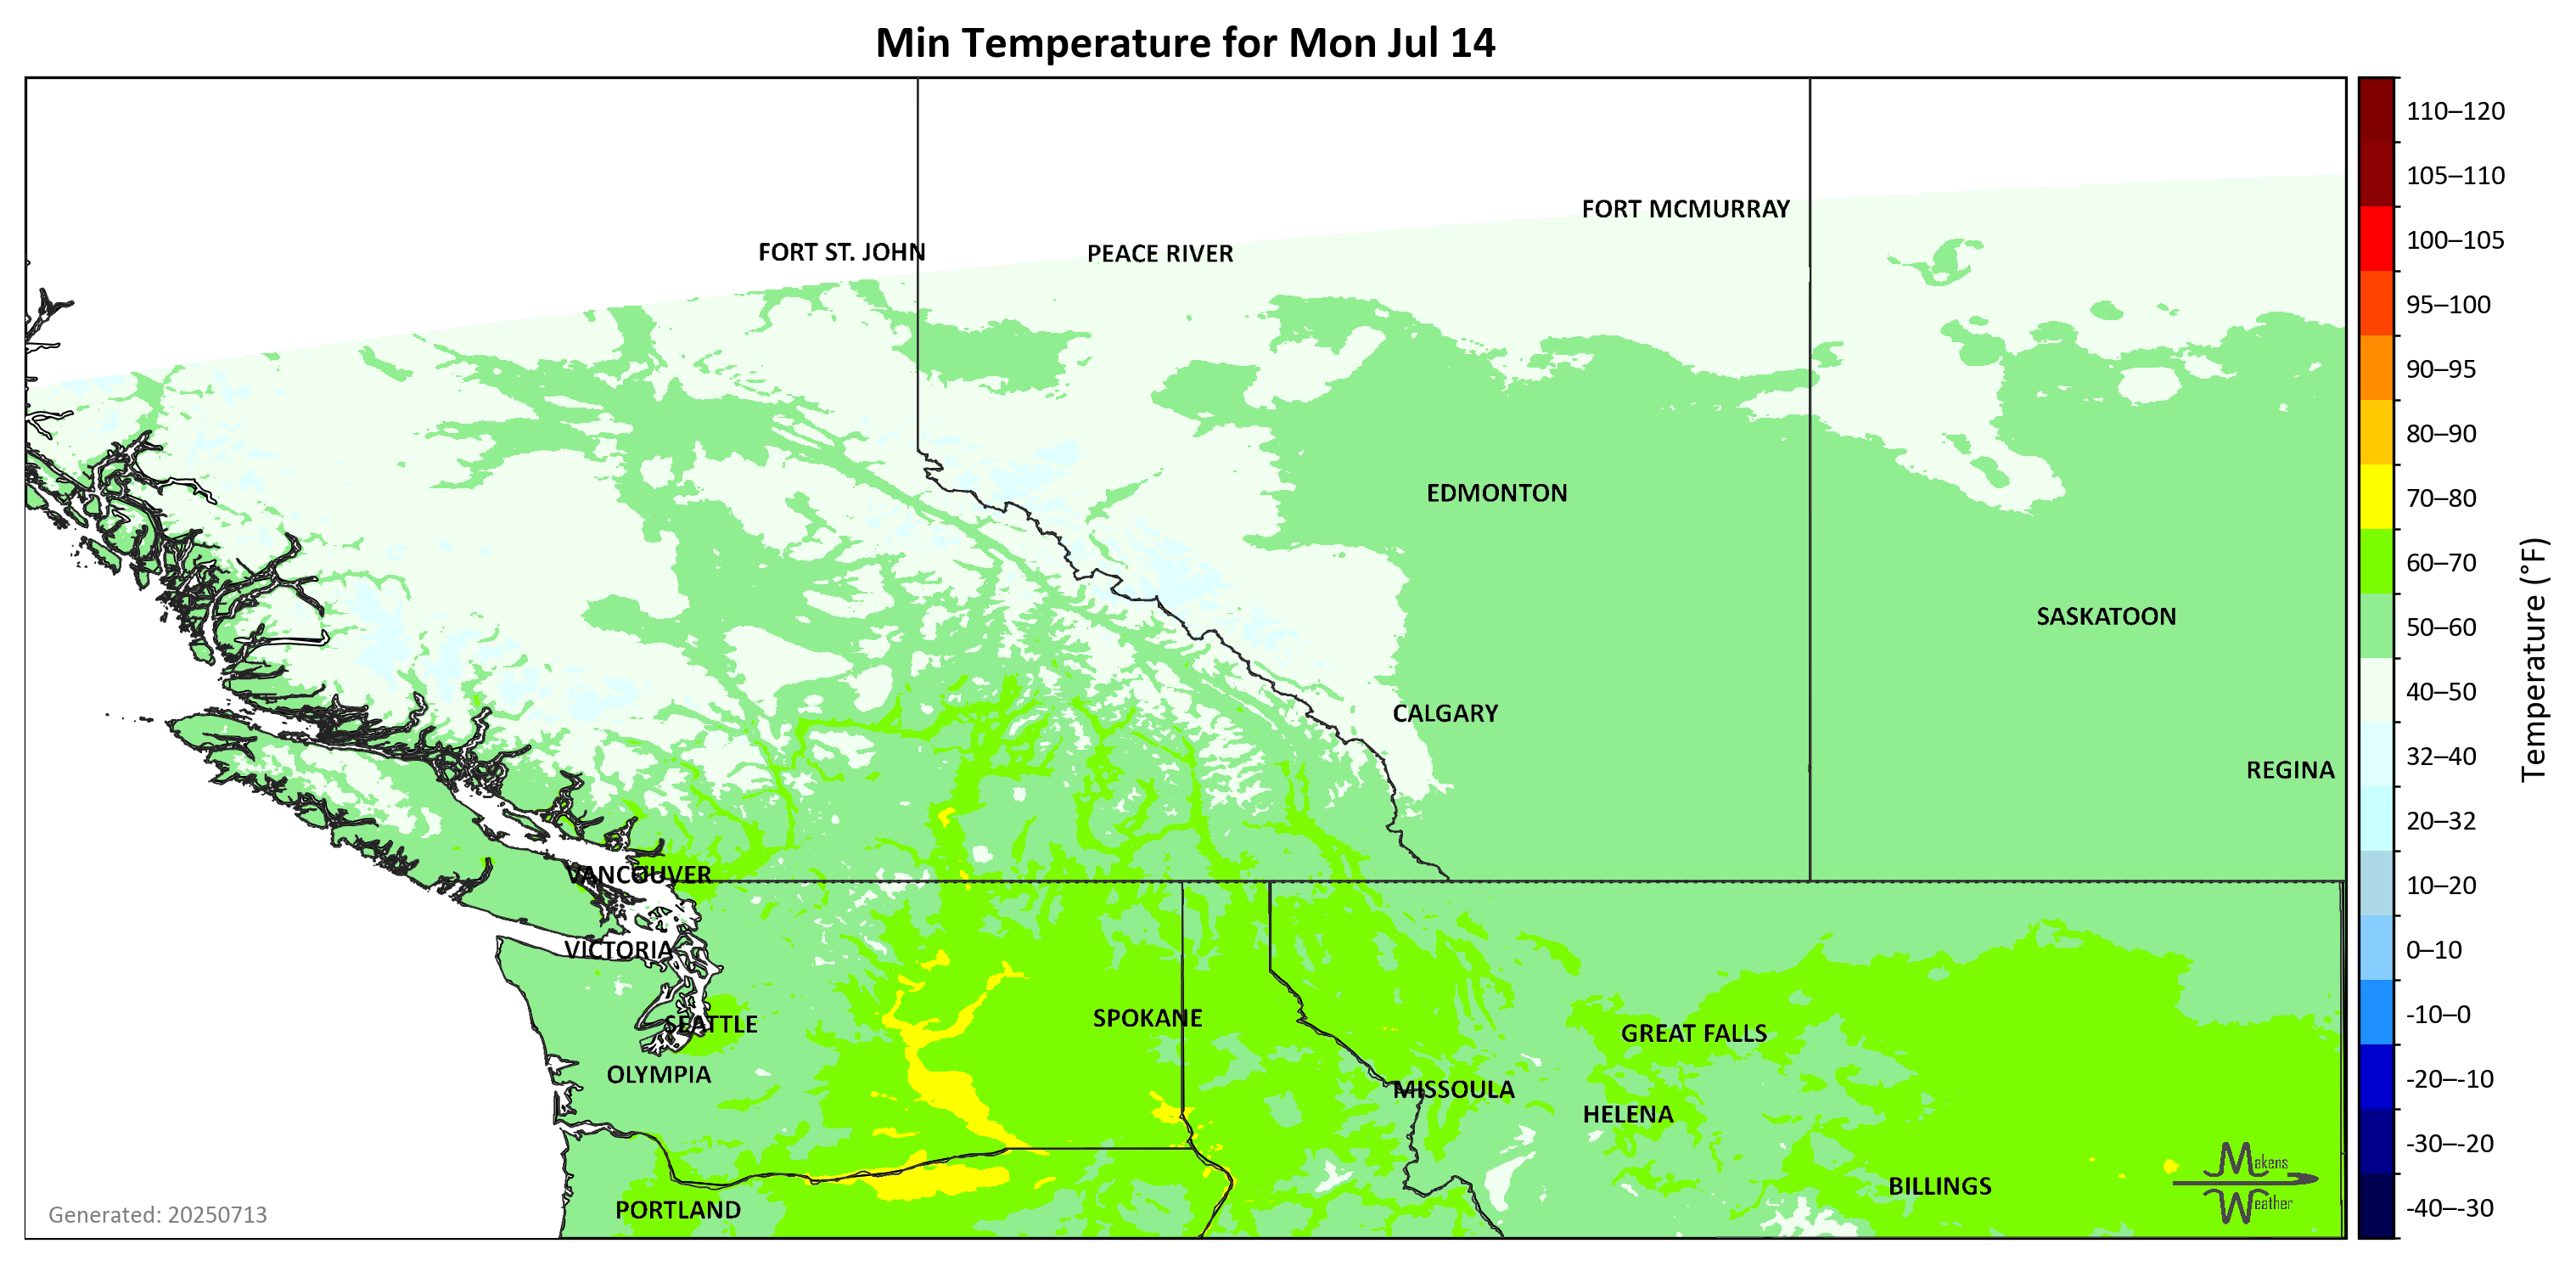 Min Temperature for Mon Jul 14
FORT MCMURRAY
FORT ST. JOHN
PEACE RIVER
EDMONTON
SASKATOON
CALGARY
REGINA
VANCOUVER
VICTORIA
SPOKANE
SEATTLE
GREAT FALLS
OLYMPIA
MISSOULA
HELENA
BILLINGS
PORTLAND
Makens
Weather
Generated: 20250713
110–120
105–110
100–105
95–100
90–95
80–90
70–80
60–70
50–60
40–50
32–40
20–32
10–20
0–10
-10–0
-20–-10
-30–-20
-40–-30
Temperature (°F)